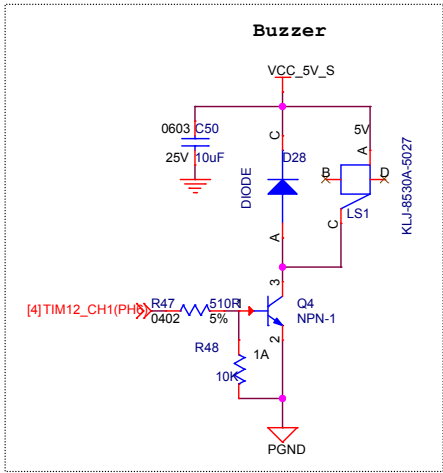 Buzzer
VCC_5V_S
0603 C50
25V 10uF
C
D28
DIODE
A
5V
A
B
D
LS1
C
KLJ-8530A-5027
3
Q4
NPN-1
[4] TIM12_CH1(PH6
R47 510R 1
0402 5%
2
R48 1A
10K
PGND